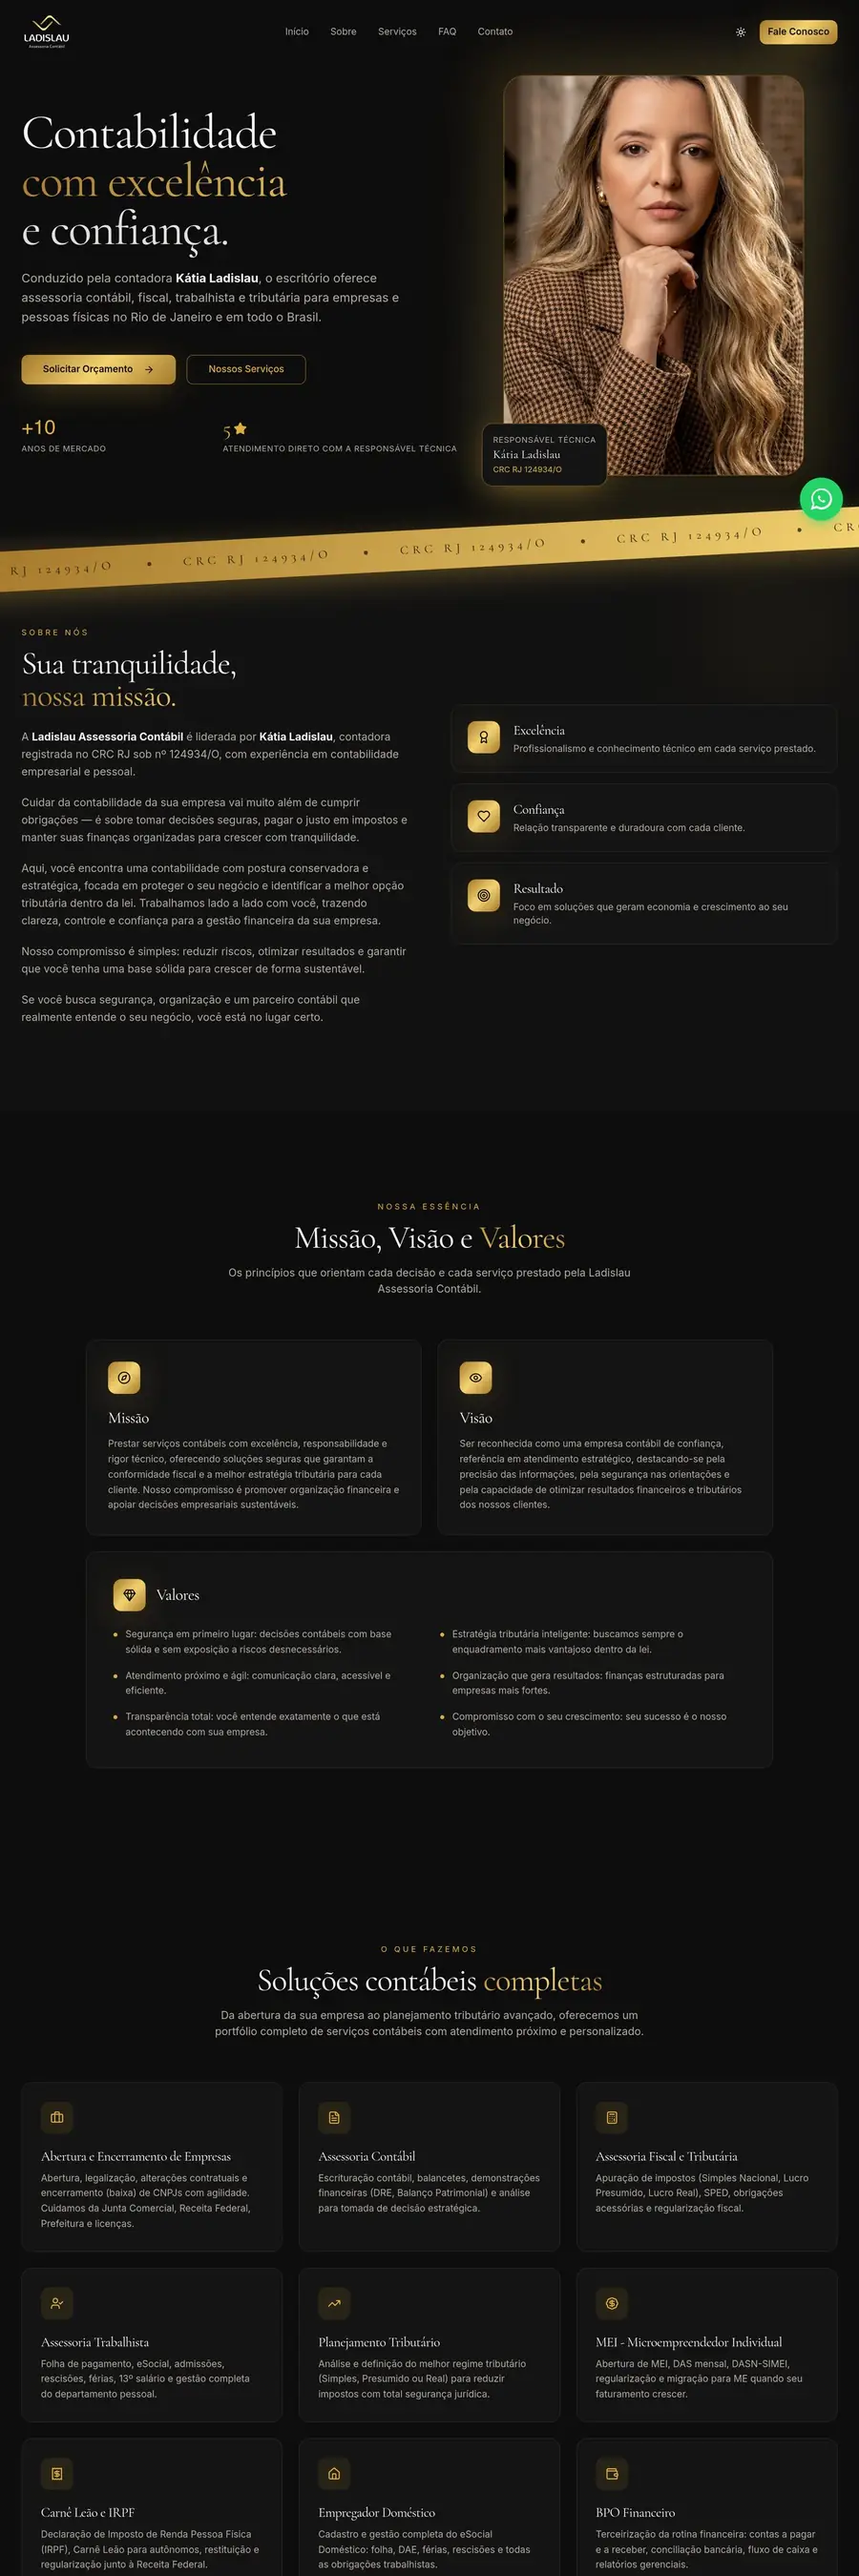 LADISLAU
Assessoria Contábil
Início
Sobre
Serviços
FAQ
Contato
Fale Conosco
Contabilidade
com excelência
e confiança.
Conduzido pela contadora Kátia Ladislau, o escritório oferece
assessoria contábil, fiscal, trabalhista e tributária para empresas e
pessoas físicas no Rio de Janeiro e em todo o Brasil.
Solicitar Orçamento
Nossos Serviços
+10
ANOS DE MERCADO
5
ATENDIMENTO DIRETO COM A RESPONSÁVEL TÉCNICA
RESPONSÁVEL TÉCNICA
Kátia Ladislau
CRC RJ 124934/O
RJ 124934/O • CRC RJ 124934/O • CRC RJ 124934/O • CRC RJ 124934/O • CRC
SOBRE NÓS
Sua tranquilidade,
nossa missão.
A Ladislau Assessoria Contábil é liderada por Kátia Ladislau, contadora
registrada no CRC RJ sob nº 124934/O, com experiência em contabilidade
empresarial e pessoal.
Cuidar da contabilidade da sua empresa vai muito além de cumprir
obrigações — é sobre tomar decisões seguras, pagar o justo em impostos e
manter suas finanças organizadas para crescer com tranquilidade.
Aqui, você encontra uma contabilidade com postura conservadora e
estratégica, focada em proteger o seu negócio e identificar a melhor opção
tributária dentro da lei. Trabalhamos lado a lado com você, trazendo
clareza, controle e confiança para a gestão financeira da sua empresa.
Nosso compromisso é simples: reduzir riscos, otimizar resultados e garantir
que você tenha uma base sólida para crescer de forma sustentável.
Se você busca segurança, organização e um parceiro contábil que
realmente entende o seu negócio, você está no lugar certo.
Excelência
Profissionalismo e conhecimento técnico em cada serviço prestado.
Confiança
Relação transparente e duradoura com cada cliente.
Resultado
Foco em soluções que geram economia e crescimento ao seu
negócio.
NOSSA ESSÊNCIA
Missão, Visão e Valores
Os princípios que orientam cada decisão e cada serviço prestado pela Ladislau
Assessoria Contábil.
Missão
Prestar serviços contábeis com excelência, responsabilidade e
rigor técnico, oferecendo soluções seguras que garantam a
conformidade fiscal e a melhor estratégia tributária para cada
cliente. Nosso compromisso é promover organização financeira e
apoiar decisões empresariais sustentáveis.
Visão
Ser reconhecida como uma empresa contábil de confiança,
referência em atendimento estratégico, destacando-se pela
precisão das informações, pela segurança nas orientações e
pela capacidade de otimizar resultados financeiros e tributários
dos nossos clientes.
Valores
Segurança em primeiro lugar: decisões contábeis com base
sólida e sem exposição a riscos desnecessários.
Atendimento próximo e ágil: comunicação clara, acessível e
eficiente.
Transparência total: você entende exatamente o que está
acontecendo com sua empresa.
Estratégia tributária inteligente: buscamos sempre o
enquadramento mais vantajoso dentro da lei.
Organização que gera resultados: finanças estruturadas para
empresas mais fortes.
Compromisso com o seu crescimento: seu sucesso é o nosso
objetivo.
O QUE FAZEMOS
Soluções contábeis completas
Da abertura da sua empresa ao planejamento tributário avançado, oferecemos um
portfólio completo de serviços contábeis com atendimento próximo e personalizado.
Abertura e Encerramento de Empresas
Abertura, legalização, alterações contratuais e
encerramento (baixa) de CNPJs com agilidade.
Cuidamos da Junta Comercial, Receita Federal,
Prefeitura e licenças.
Assessoria Contábil
Escrituração contábil, balancetes, demonstrações
financeiras (DRE, Balanço Patrimonial) e análise
para tomada de decisão estratégica.
Assessoria Fiscal e Tributária
Apuração de impostos (Simples Nacional, Lucro
Presumido, Lucro Real), SPED, obrigações
acessórias e regularização fiscal.
Assessoria Trabalhista
Folha de pagamento, eSocial, admissões,
rescisões, férias, 13º salário e gestão completa
do departamento pessoal.
Planejamento Tributário
Análise e definição do melhor regime tributário
(Simples, Presumido ou Real) para reduzir
impostos com total segurança jurídica.
MEI - Microempreendedor Individual
Abertura de MEI, DAS mensal, DASN-SIMEI,
regularização e migração para ME quando seu
faturamento crescer.
Carnê Leão e IRPF
Declaração de Imposto de Renda Pessoa Física
(IRPF), Carnê Leão para autônomos, restituição e
regularização junto à Receita Federal.
Empregador Doméstico
Cadastro e gestão completa do eSocial
Doméstico: folha, DAE, férias, rescisões e todas
as obrigações trabalhistas.
BPO Financeiro
Terceirização da rotina financeira: contas a pagar
e a receber, conciliação bancária, fluxo de caixa e
relatórios gerenciais.